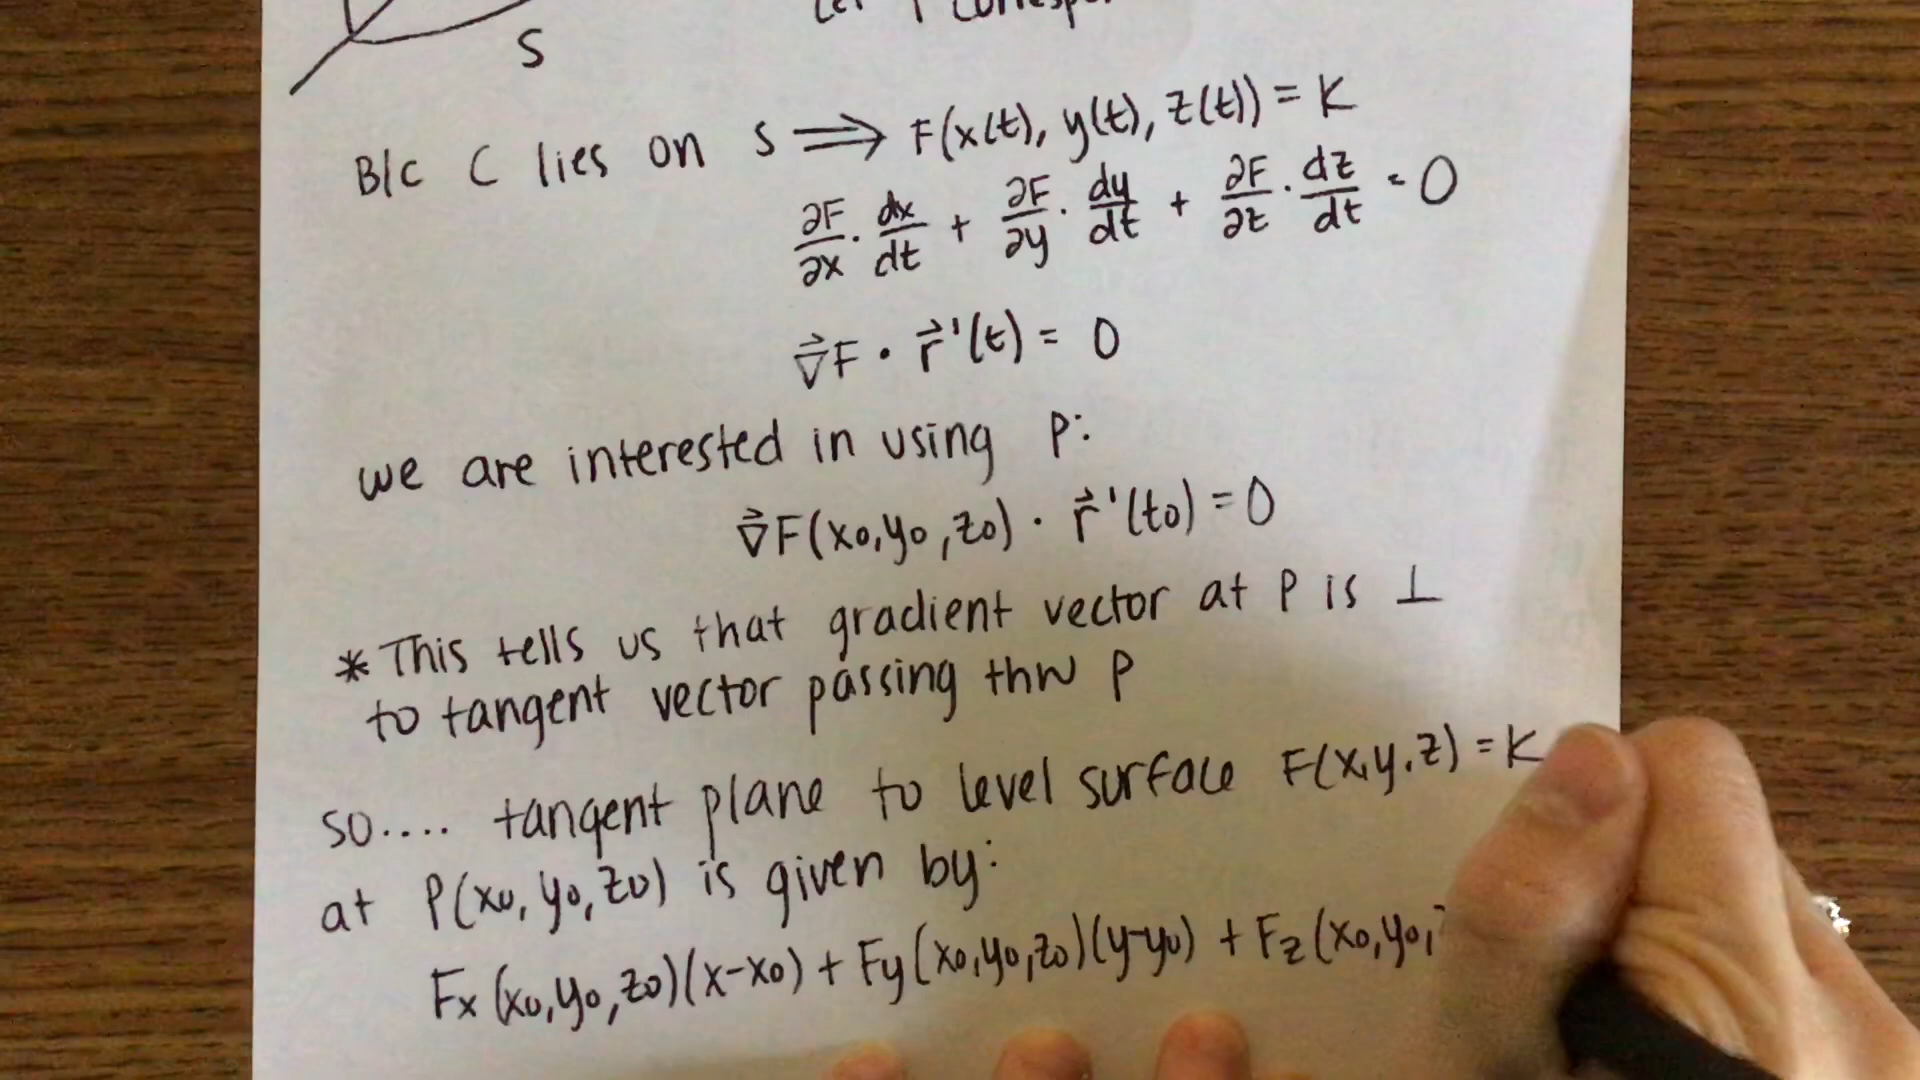 S
B/c C lies on S ⟹ F(x(t), y(t), z(t)) = K
∂F/∂x · dx/dt + ∂F/∂y · dy/dt + ∂F/∂z · dz/dt = 0
∇⃗F · r⃗'(t) = 0
we are interested in using P:
∇⃗F(x₀, y₀, z₀) · r⃗'(t₀) = 0
* This tells us that gradient vector at P is ⊥
to tangent vector passing thru P
so.... tangent plane to level surface F(x, y, z) = K
at P(x₀, y₀, z₀) is given by:
Fx (x₀, y₀, z₀)(x-x₀) + Fy (x₀, y₀, z₀)(y-y₀) + Fz (x₀, y₀,